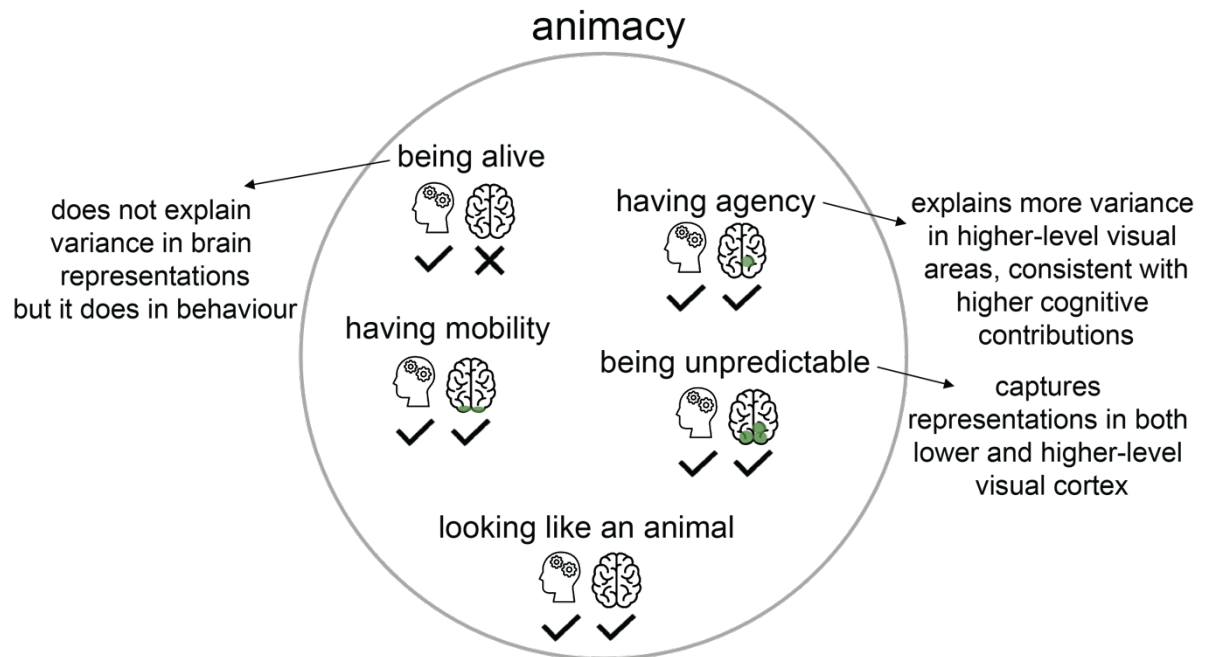 animacy
being alive
does not explain
variance in brain
representations
but it does in behaviour
having agency
explains more variance
in higher-level visual
areas, consistent with
higher cognitive
contributions
having mobility
being unpredictable
captures
representations in both
lower and higher-level
visual cortex
looking like an animal